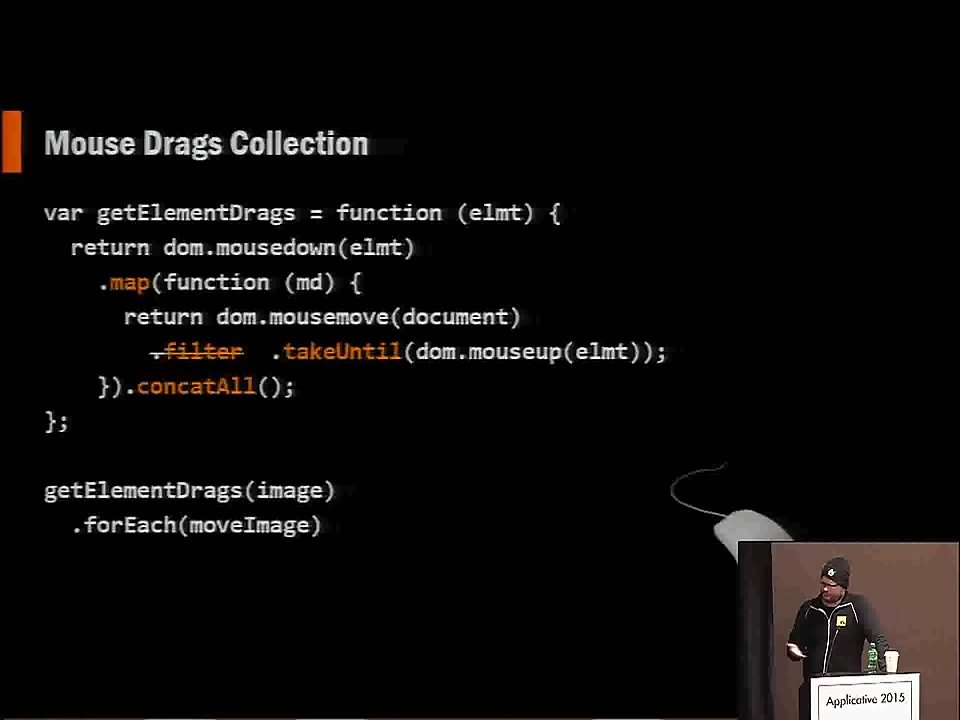 Mouse Drags Collection
var getElementDrags = function (elmt) {
return dom.mousedown(elmt)
.map(function (md) {
return dom.mousemove(document)
.filter .takeUntil(dom.mouseup(elmt));
}).concatAll();
};
getElementDrags(image)
.forEach(moveImage)
Applicative 2015